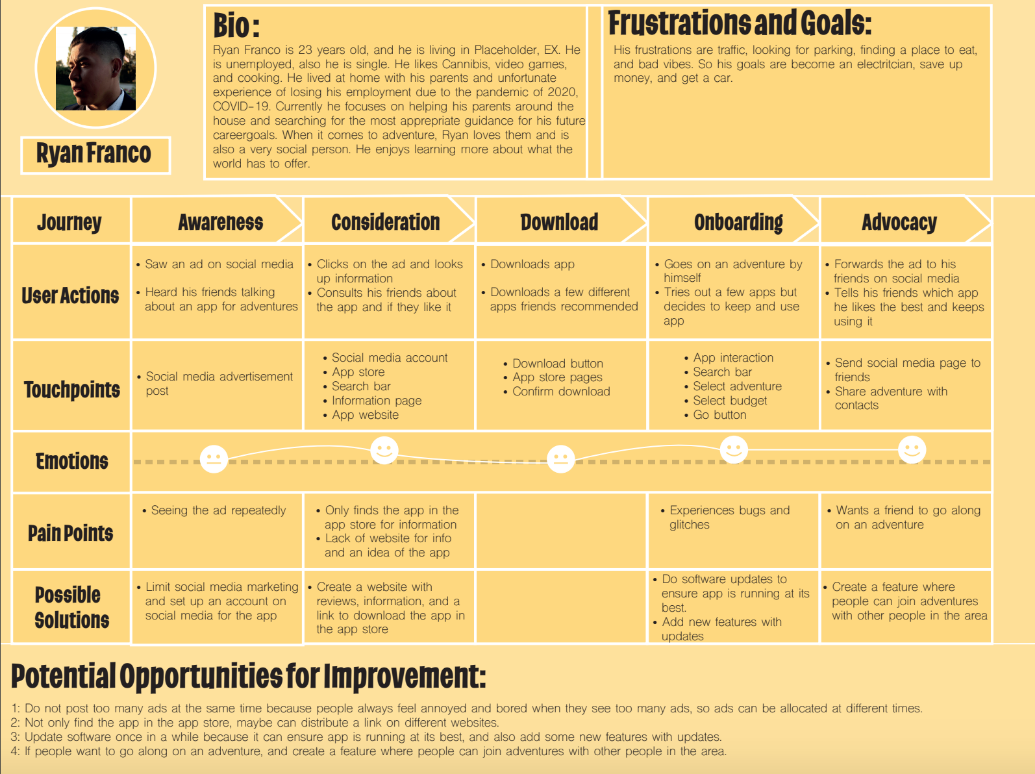 Bio:
Ryan Franco is 23 years old, and he is living in Placeholder, EX. He
is unemployed, also he is single. He likes Cannibis, video games,
and cooking. He lived at home with his parents and unfortunate
experience of losing his employment due to the pandemic of 2020,
COVID-19. Currently he focuses on helping his parents around the
house and searching for the most apprepriate guidance for his future
careergoals. When it comes to adventure, Ryan loves them and is
also a very social person. He enjoys learning more about what the
world has to offer.
Frustrations and Goals:
His frustrations are traffic, looking for parking, finding a place to eat,
and bad vibes. So his goals are become an electritcian, save up
money, and get a car.
Ryan Franco
Journey
Awareness
Consideration
Download
Onboarding
Advocacy
User Actions
• Saw an ad on social media
• Heard his friends talking
about an app for adventures
• Clicks on the ad and looks
up information
• Consults his friends about
the app and if they like it
• Downloads app
• Downloads a few different
apps friends recommended
• Goes on an adventure by
himself
• Tries out a few apps but
decides to keep and use
app
• Forwards the ad to his
friends on social media
• Tells his friends which app
he likes the best and keeps
using it
Touchpoints
• Social media advertisement
post
• Social media account
• App store
• Search bar
• Information page
• App website
• Download button
• App store pages
• Confirm download
• App interaction
• Search bar
• Select adventure
• Select budget
• Go button
• Send social media page to
friends
• Share adventure with
contacts
Emotions
Pain Points
• Seeing the ad repeatedly
• Only finds the app in the
app store for information
• Lack of website for info
and an idea of the app
• Experiences bugs and
glitches
• Wants a friend to go along
on an adventure
Possible
Solutions
• Limit social media marketing
and set up an account on
social media for the app
• Create a website with
reviews, information, and a
link to download the app in
the app store
• Do software updates to
ensure app is running at its
best.
• Add new features with
updates
• Create a feature where
people can join adventures
with other people in the area
Potential Opportunities for Improvement:
1: Do not post too many ads at the same time because people always feel annoyed and bored when they see too many ads, so ads can be allocated at different times.
2: Not only find the app in the app store, maybe can distribute a link on different websites.
3: Update software once in a while because it can ensure app is running at its best, and also add some new features with updates.
4: If people want to go along on an adventure, and create a feature where people can join adventures with other people in the area.